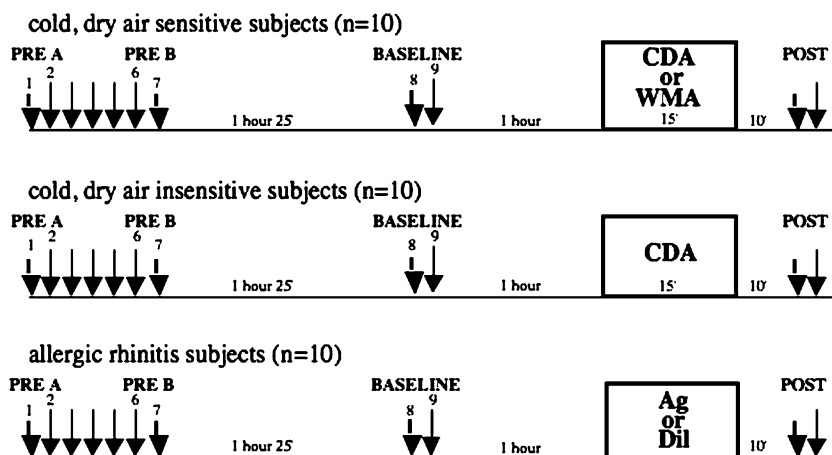 cold, dry air sensitive subjects (n=10)
PRE A PRE B BASELINE CDA POST
1 2 6 7 8 9 or
WMA
1 hour 25' 1 hour 15' 10'
cold, dry air insensitive subjects (n=10)
PRE A PRE B BASELINE POST
1 2 6 7 8 9 CDA
1 hour 25' 1 hour 15' 10'
allergic rhinitis subjects (n=10)
PRE A PRE B BASELINE Ag POST
1 2 6 7 8 9 or
1 hour 25' 1 hour Dil 10'